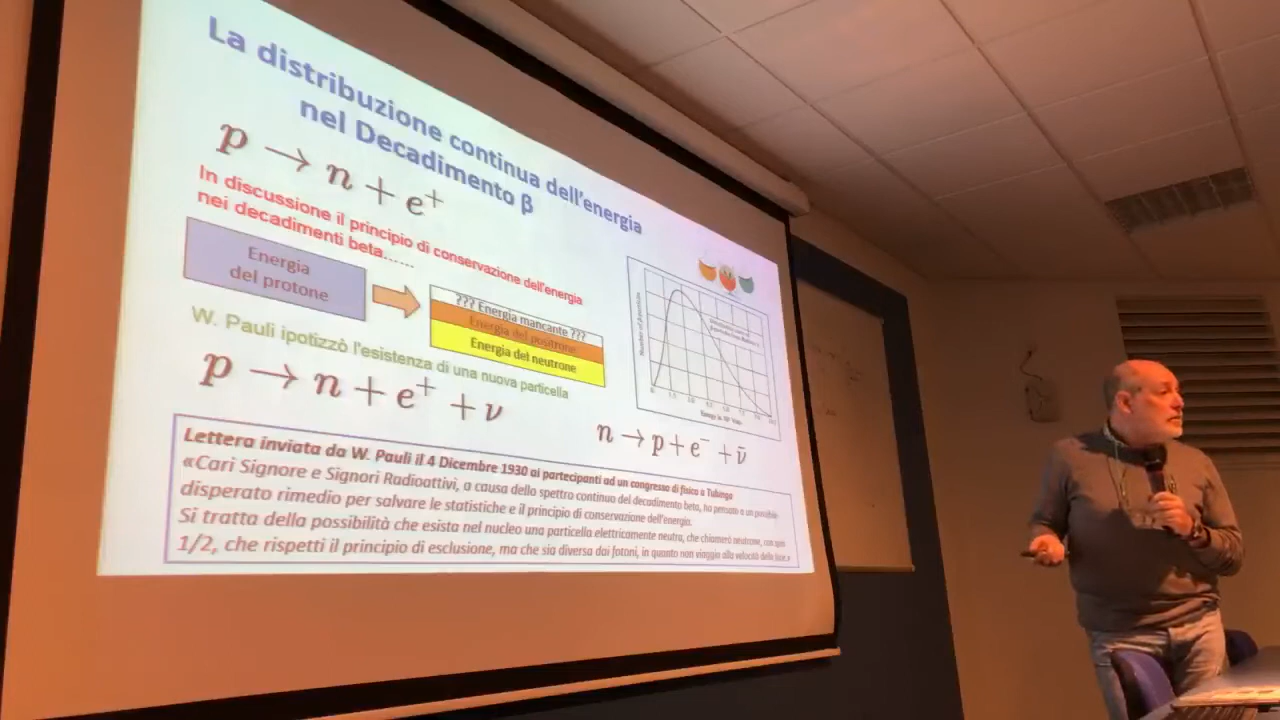 La distribuzione continua dell'energia
nel Decadimento β
p → n + e⁺
In discussione il principio di conservazione dell'energia
nei decadimenti beta……
Energia
del protone
??? Energia mancante ???
Energia del positrone
Energia del neutrone
W. Pauli ipotizzò l'esistenza di una nuova particella
p → n + e⁺ + ν
n → p + e⁻ + ν̄
Lettera inviata da W. Pauli il 4 Dicembre 1930 ai partecipanti ad un congresso di fisica a Tubinga
«Cari Signore e Signori Radioattivi, a causa dello spettro continuo del decadimento beta, ho pensato a un possibile
disperato rimedio per salvare le statistiche e il principio di conservazione dell'energia.
Si tratta della possibilità che esista nel nucleo una particella elettricamente neutra, che chiamerò neutrone, con spin
1/2, che rispetti il principio di esclusione, ma che sia diversa dai fotoni, in quanto non viaggia alla velocità della luce.»